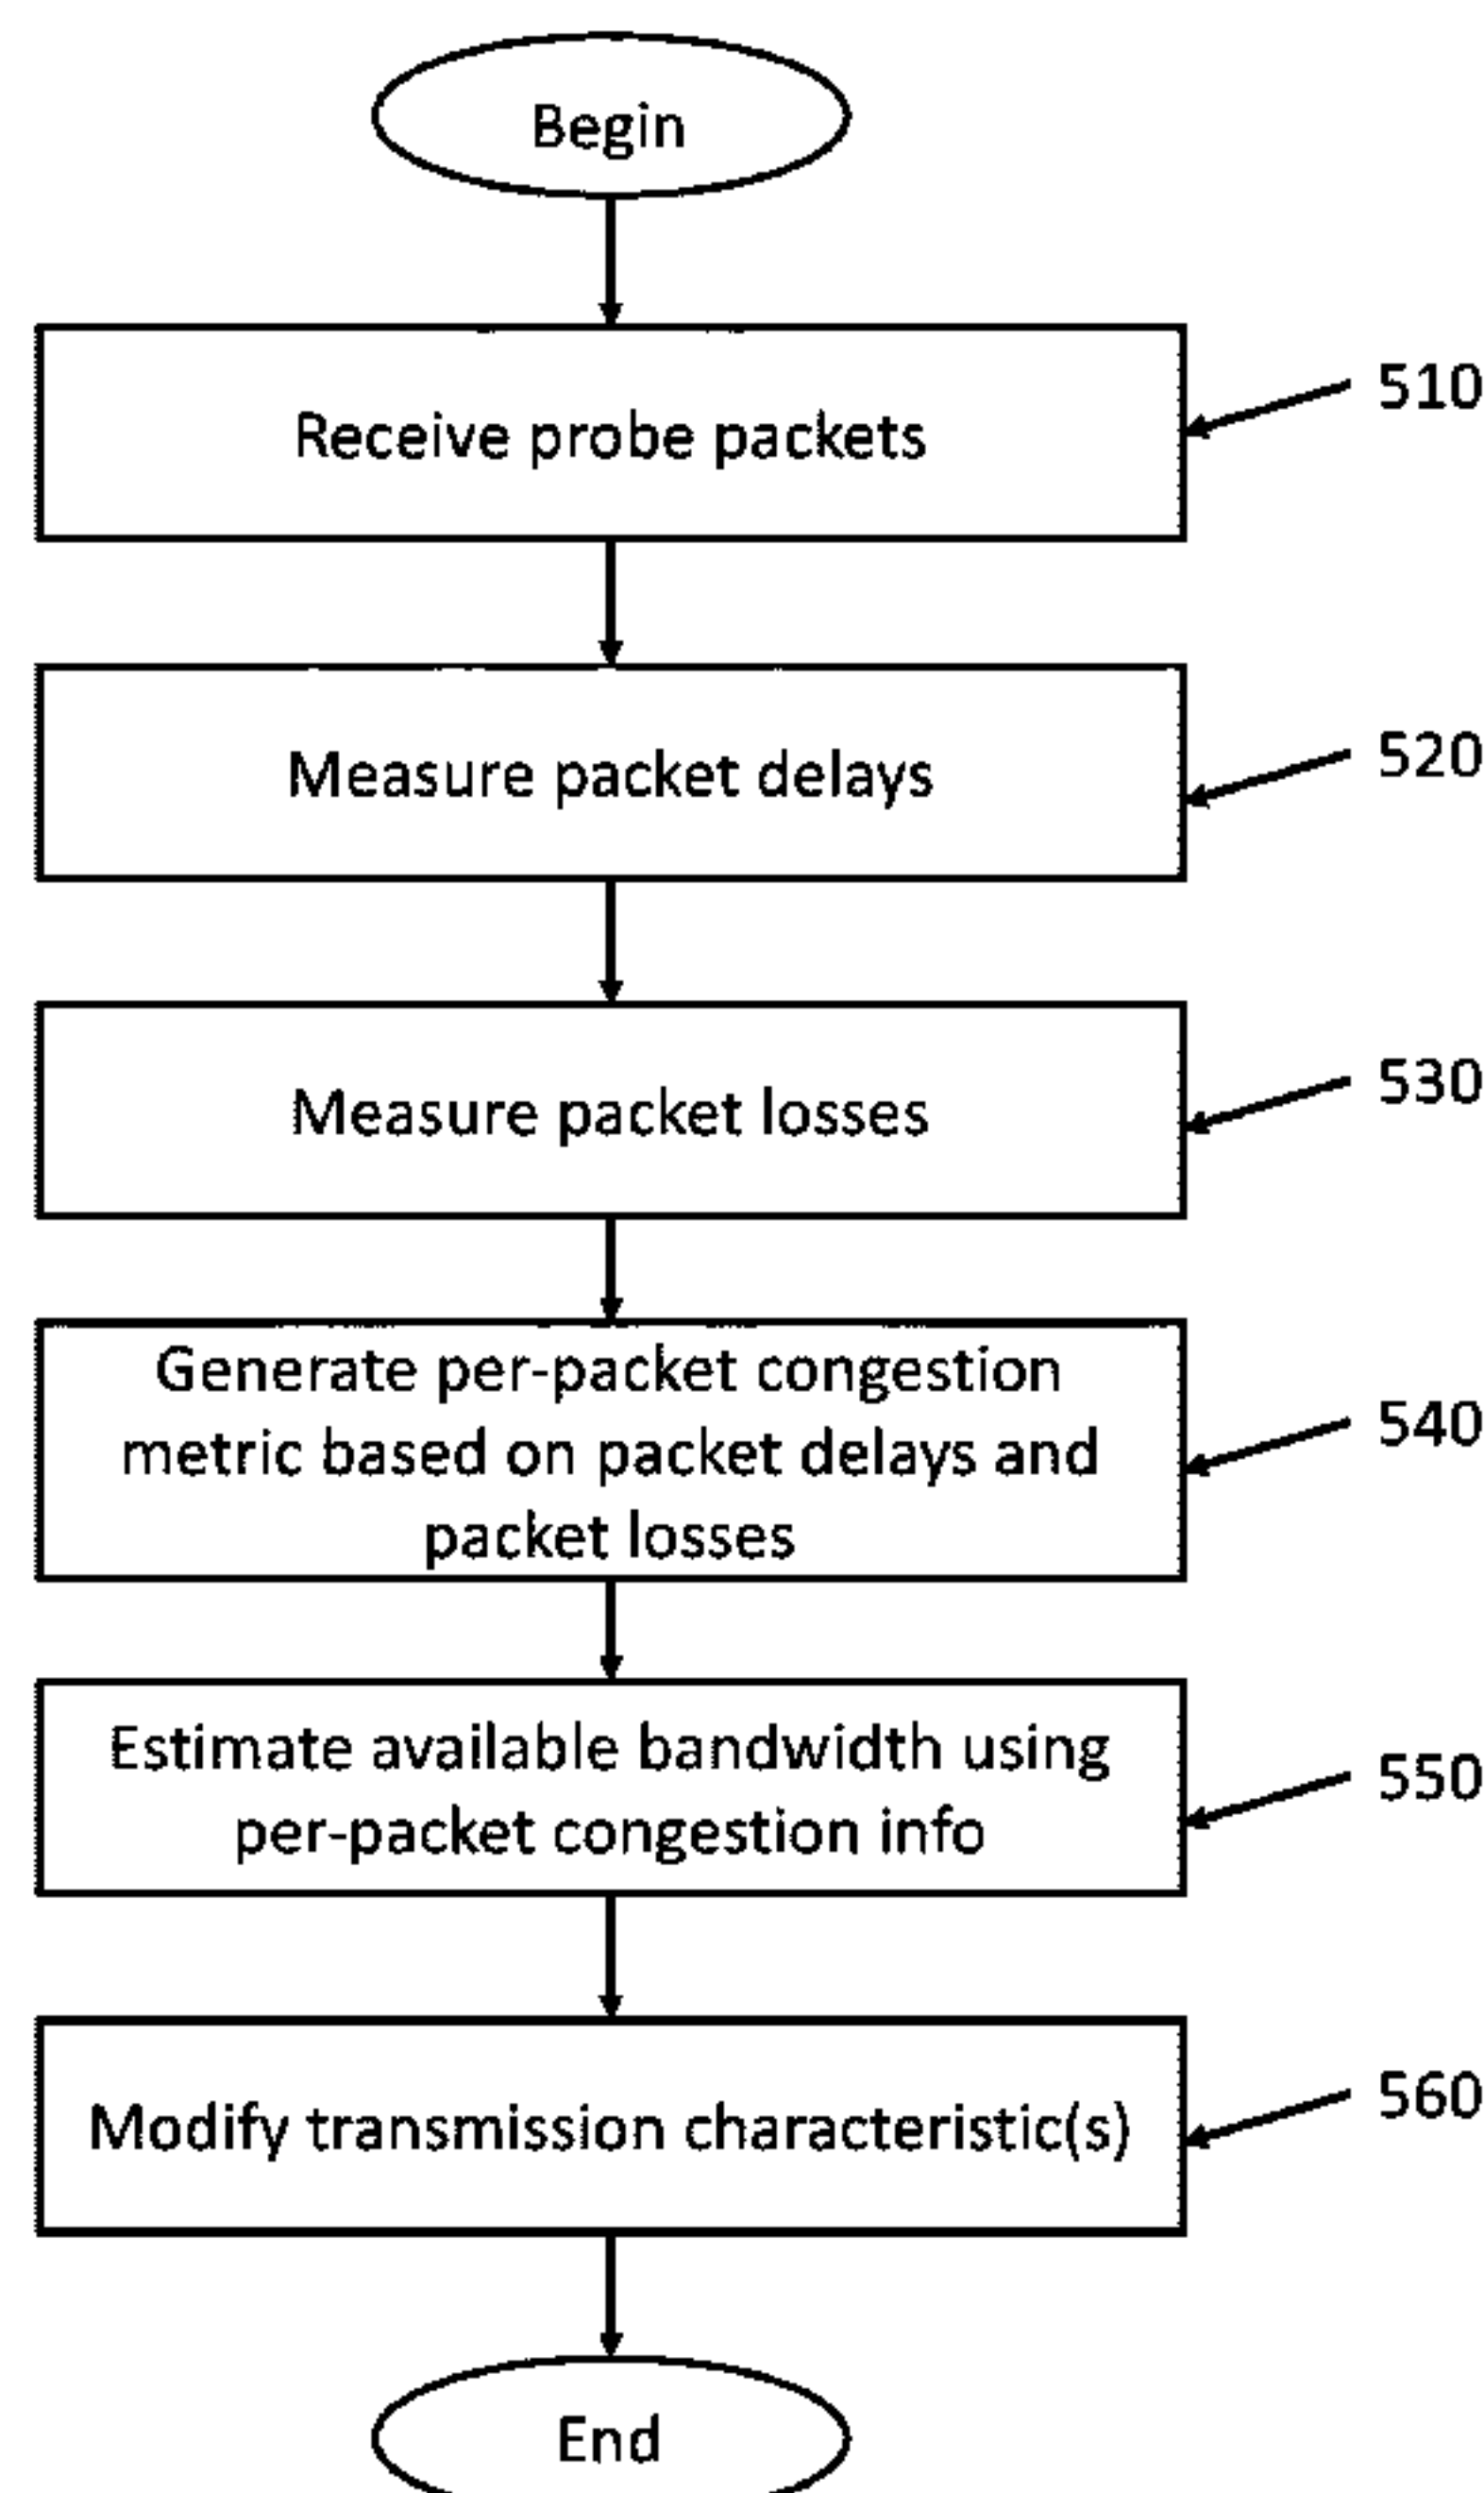 Begin
Receive probe packets
510
Measure packet delays
520
Measure packet losses
530
Generate per-packet congestion
metric based on packet delays and
packet losses
540
Estimate available bandwidth using
per-packet congestion info
550
Modify transmission characteristic(s)
560
End